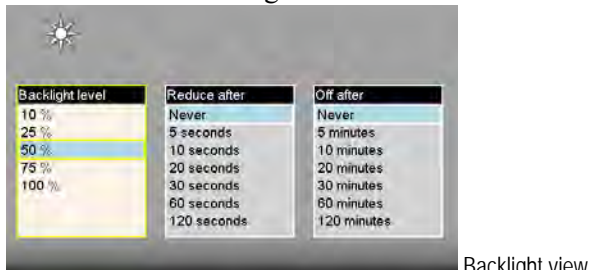 Backlight level
10 %
25 %
50 %
75 %
100 %
Reduce after
Never
5 seconds
10 seconds
20 seconds
30 seconds
60 seconds
120 seconds
Off after
Never
5 minutes
10 minutes
20 minutes
30 minutes
60 minutes
120 minutes
Backlight view